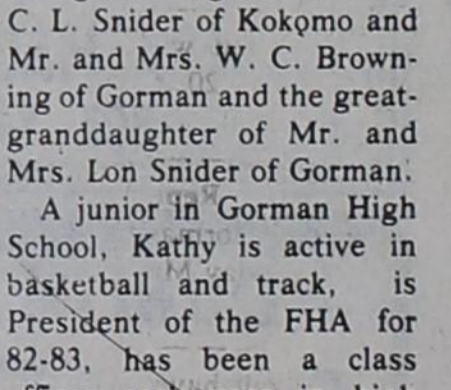 C. L. Snider of Kokomo and
Mr. and Mrs. W. C. Brown-
ing of Gorman and the great-
granddaughter of Mr. and
Mrs. Lon Snider of Gorman.
A junior in Gorman High
School, Kathy is active in
basketball and track, is
President of the FHA for
82-83, has been a class